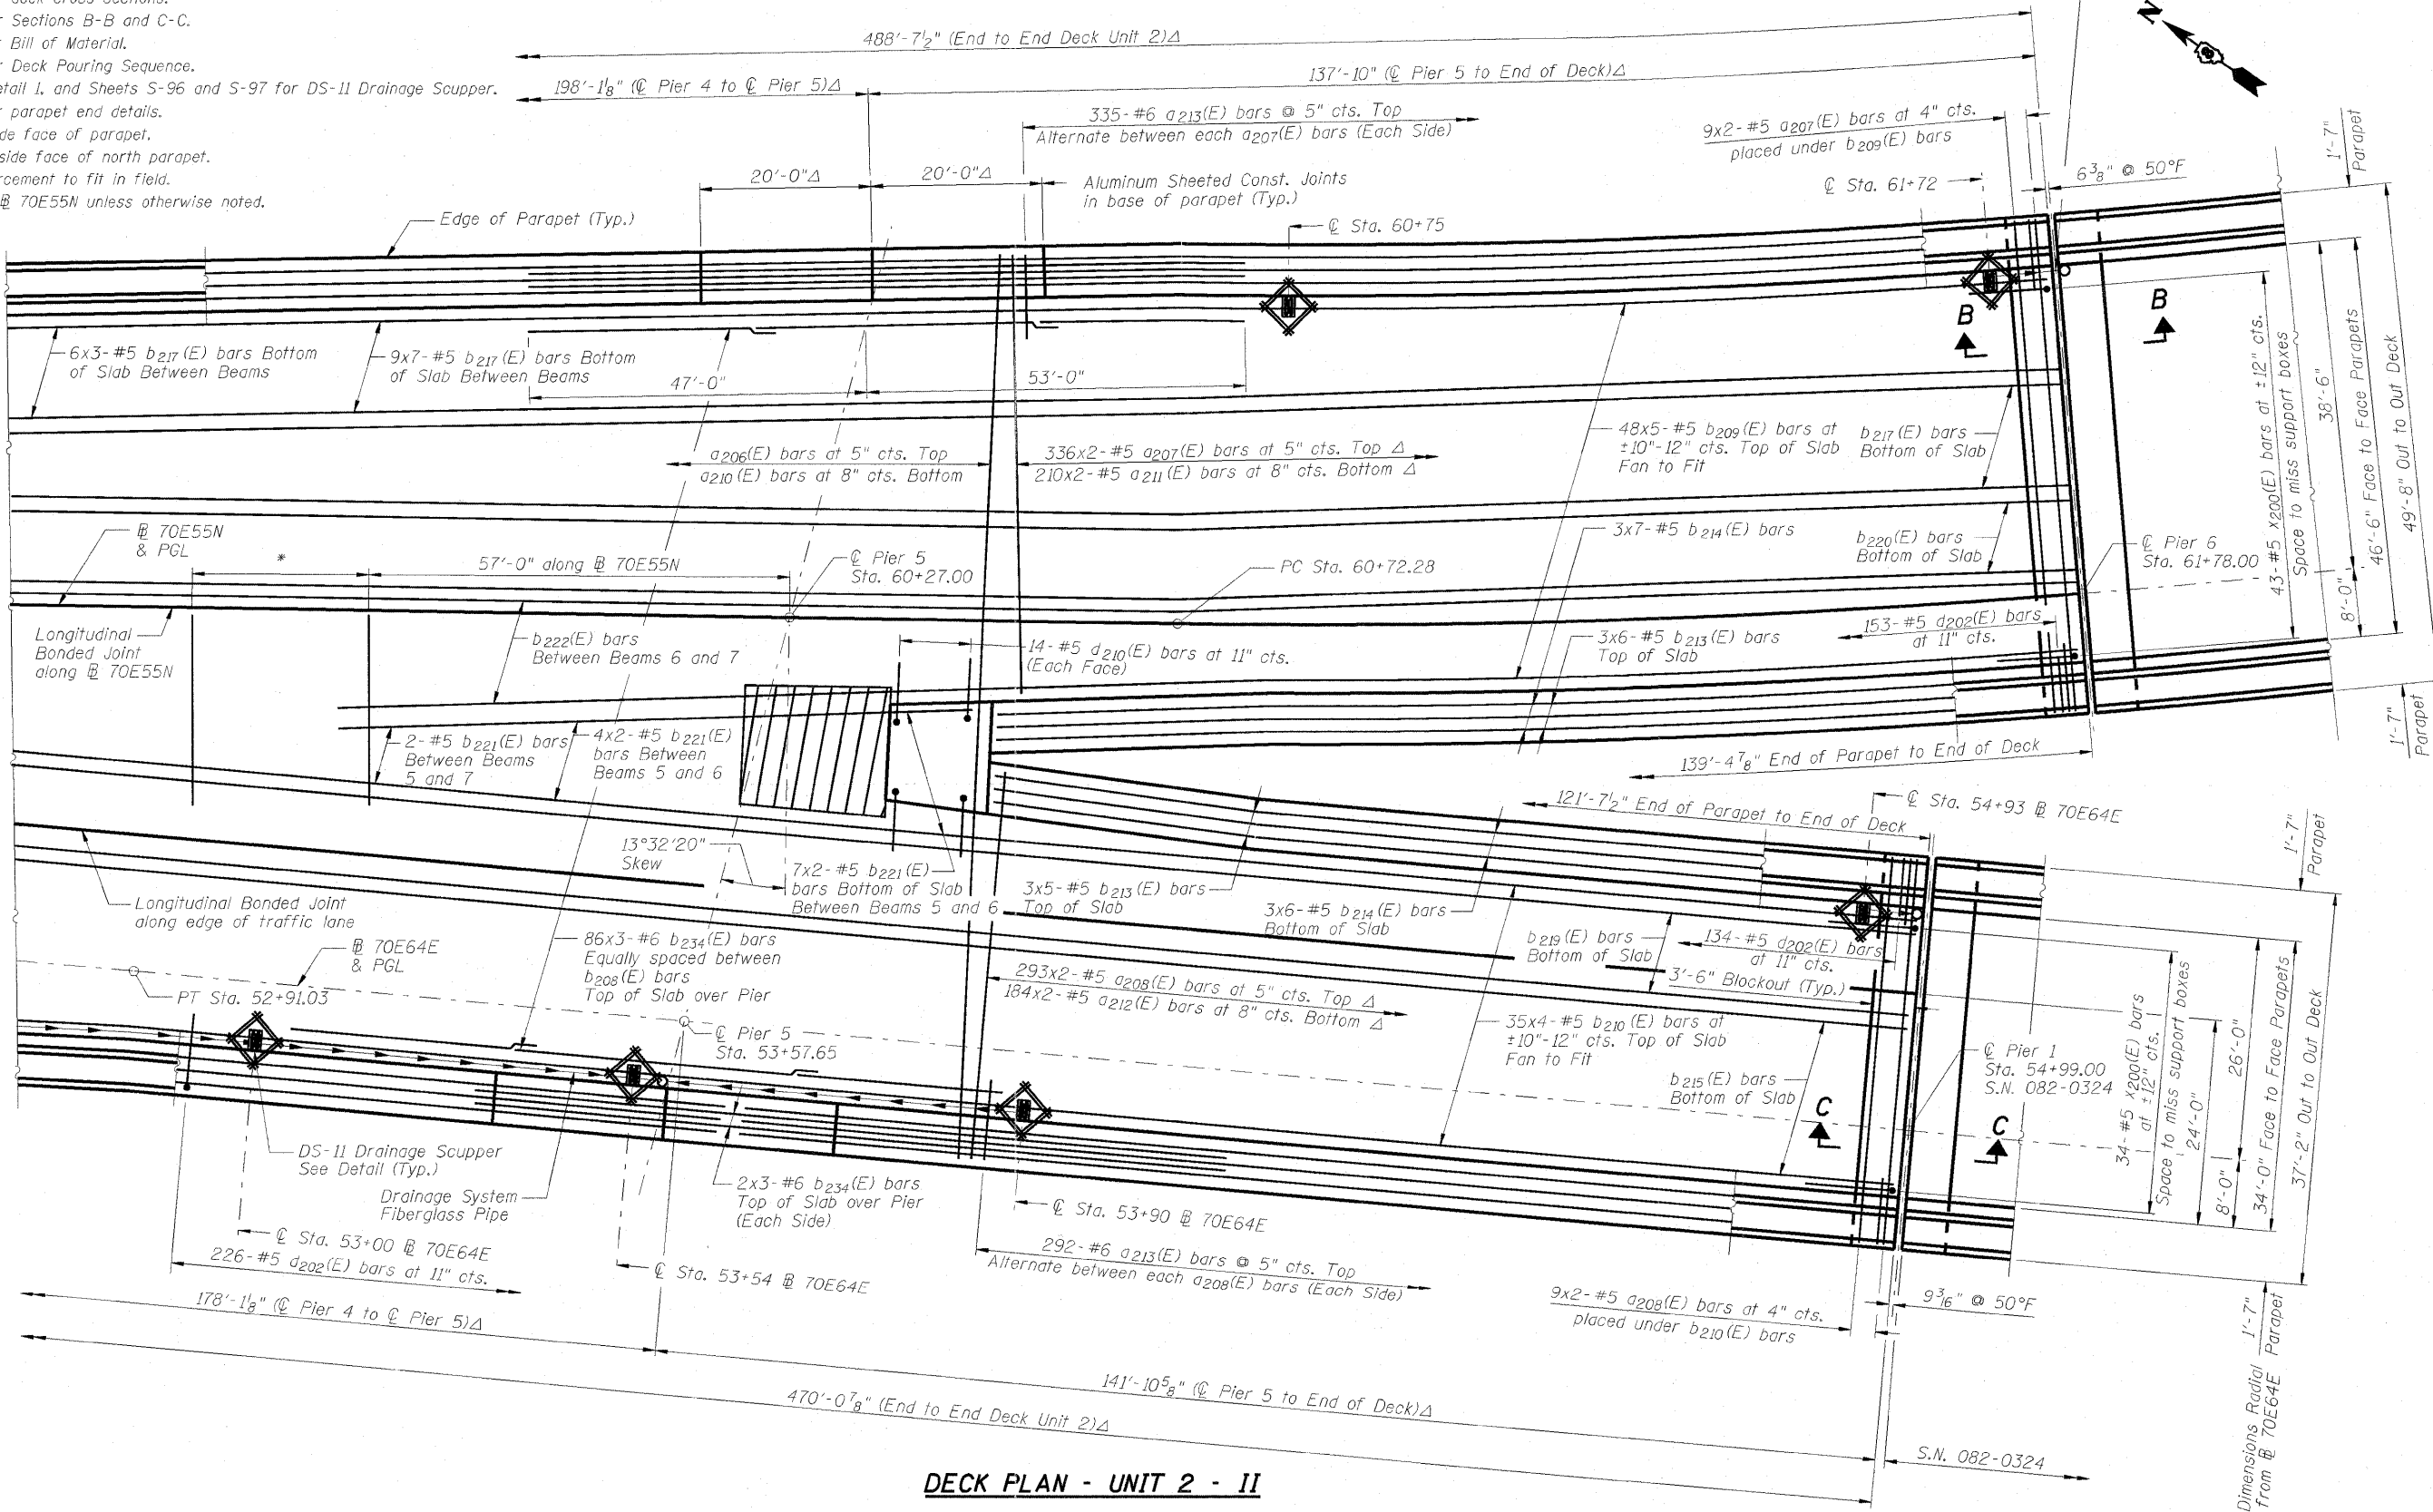 r Sections B-B and C-C.
r Bill of Material.
r Deck Pouring Sequence.
etail 1, and Sheets S-96 and S-97 for DS-11 Drainage Scupper.
r parapet end details.
de face of parapet.
side face of north parapet.
rcement to fit in field.
℄ 70E55N unless otherwise noted.
488'-7½" (End to End Deck Unit 2)Δ
198'-1⅛" (℄ Pier 4 to ℄ Pier 5)Δ
137'-10" (℄ Pier 5 to End of Deck)Δ
335-#6 a213(E) bars @ 5" cts. Top
Alternate between each a207(E) bars (Each Side)
9x2-#5 a207(E) bars at 4" cts.
placed under b209(E) bars
N
20'-0"Δ
20'-0"Δ
Aluminum Sheeted Const. Joints
in base of parapet (Typ.)
℄ Sta. 61+72
6⅜" @ 50°F
1'-7"
Parapet
Edge of Parapet (Typ.)
℄ Sta. 60+75
B
B
6x3-#5 b217(E) bars Bottom
of Slab Between Beams
9x7-#5 b217(E) bars Bottom
of Slab Between Beams
47'-0"
53'-0"
a206(E) bars at 5" cts. Top
a210(E) bars at 8" cts. Bottom
336x2-#5 a207(E) bars at 5" cts. Top Δ
210x2-#5 a211(E) bars at 8" cts. Bottom Δ
48x5-#5 b209(E) bars at
±10"-12" cts. Top of Slab
Fan to Fit
b217(E) bars
Bottom of Slab
43-#5 x200(E) bars at ±12" cts.
Space to miss support boxes
38'-6"
8'-0"
46'-6" Face to Face Parapets
49'-8" Out to Out Deck
℄ 70E55N
& PGL
*
57'-0" along ℄ 70E55N
℄ Pier 5
Sta. 60+27.00
PC Sta. 60+72.28
3x7-#5 b214(E) bars
b220(E) bars
Bottom of Slab
℄ Pier 6
Sta. 61+78.00
Longitudinal
Bonded Joint
along ℄ 70E55N
b222(E) bars
Between Beams 6 and 7
14-#5 d210(E) bars at 11" cts.
(Each Face)
3x6-#5 b213(E) bars
Top of Slab
153-#5 d202(E) bars
at 11" cts.
1'-7"
Parapet
2-#5 b221(E) bars
Between Beams
5 and 7
4x2-#5 b221(E)
bars Between
Beams 5 and 6
139'-4⅞" End of Parapet to End of Deck
121'-7½" End of Parapet to End of Deck
℄ Sta. 54+93 ℄ 70E64E
1'-7"
Parapet
13°32'20"
Skew
7x2-#5 b221(E)
bars Bottom of Slab
Between Beams 5 and 6
3x5-#5 b213(E) bars
Top of Slab
3x6-#5 b214(E) bars
Bottom of Slab
Longitudinal Bonded Joint
along edge of traffic lane
℄ 70E64E
& PGL
PT Sta. 52+91.03
86x3-#6 b234(E) bars
Equally spaced between
b208(E) bars
Top of Slab over Pier
℄ Pier 5
Sta. 53+57.65
293x2-#5 a208(E) bars at 5" cts. Top Δ
184x2-#5 a212(E) bars at 8" cts. Bottom Δ
b219(E) bars
Bottom of Slab
134-#5 d202(E) bars
at 11" cts.
3'-6" Blockout (Typ.)
35x4-#5 b210(E) bars at
±10"-12" cts. Top of Slab
Fan to Fit
b215(E) bars
Bottom of Slab
℄ Pier 1
Sta. 54+99.00
S.N. 082-0324
C
C
34-#5 x200(E) bars
at ±12" cts.
Space to miss support boxes
24'-0"
26'-0"
8'-0"
34'-0" Face to Face Parapets
37'-2" Out to Out Deck
DS-11 Drainage Scupper
See Detail (Typ.)
Drainage System
Fiberglass Pipe
2x3-#6 b234(E) bars
Top of Slab over Pier
(Each Side)
℄ Sta. 53+00 ℄ 70E64E
226-#5 d202(E) bars at 11" cts.
℄ Sta. 53+54 ℄ 70E64E
℄ Sta. 53+90 ℄ 70E64E
292-#6 a213(E) bars @ 5" cts. Top
Alternate between each a208(E) bars (Each Side)
9x2-#5 a208(E) bars at 4" cts.
placed under b210(E) bars
9 3/16" @ 50°F
1'-7"
Parapet
Dimensions Radial
from ℄ 70E64E
178'-1⅛" (℄ Pier 4 to ℄ Pier 5)Δ
141'-10⅝" (℄ Pier 5 to End of Deck)Δ
470'-0⅞" (End to End Deck Unit 2)Δ
S.N. 082-0324
DECK PLAN - UNIT 2 - II